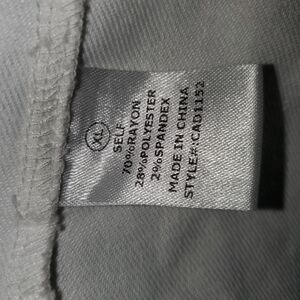 XL
SELF
70%RAYON
28%POLYESTER
2%SPANDEX
MADE IN CHINA
STYLE#:CAD1152